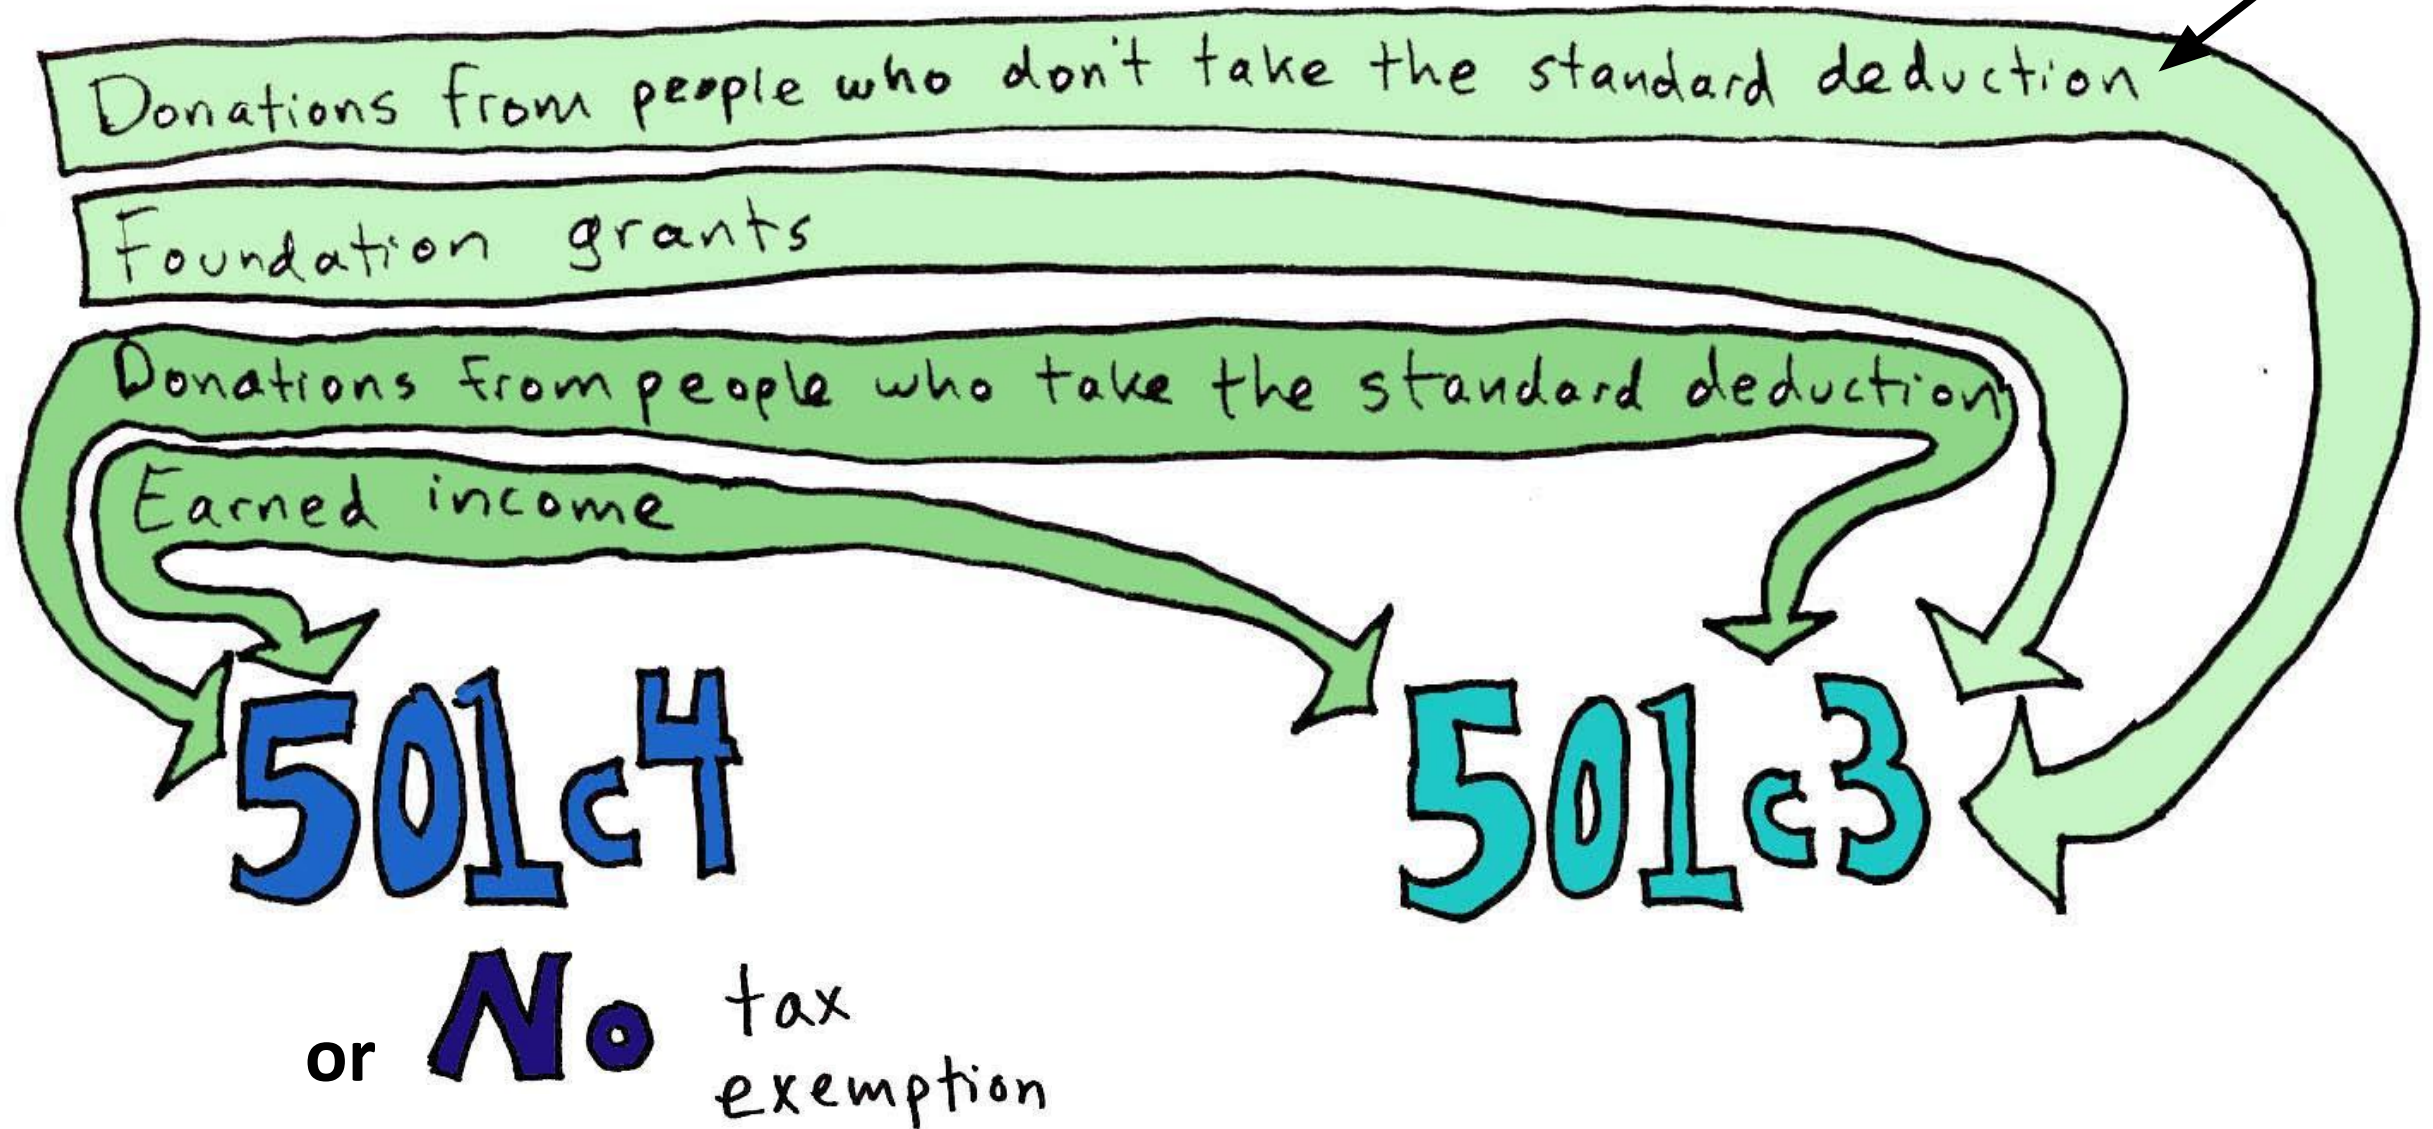 Donations from people who don't take the standard deduction
Foundation grants
Donations from people who take the standard deduction
Earned income
501c4
501c3
or No tax
exemption